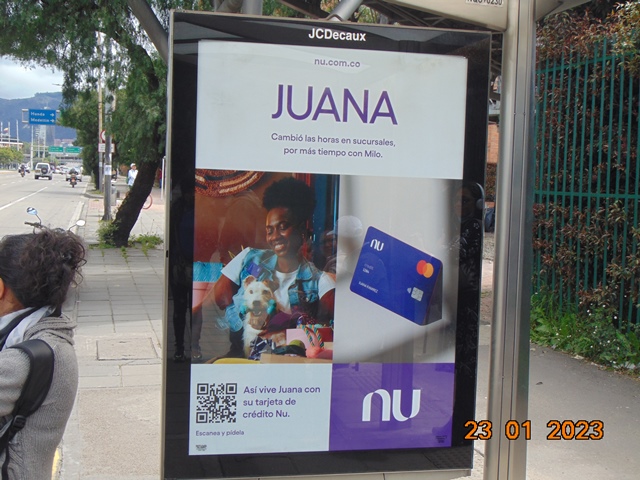 JCDecaux
nu.com.co
JUANA
Cambió las horas en sucursales,
por más tiempo con Milo.
nu
Así vive Juana con
su tarjeta de
crédito Nu.
Escanea y pídela
nu
23 01 2023